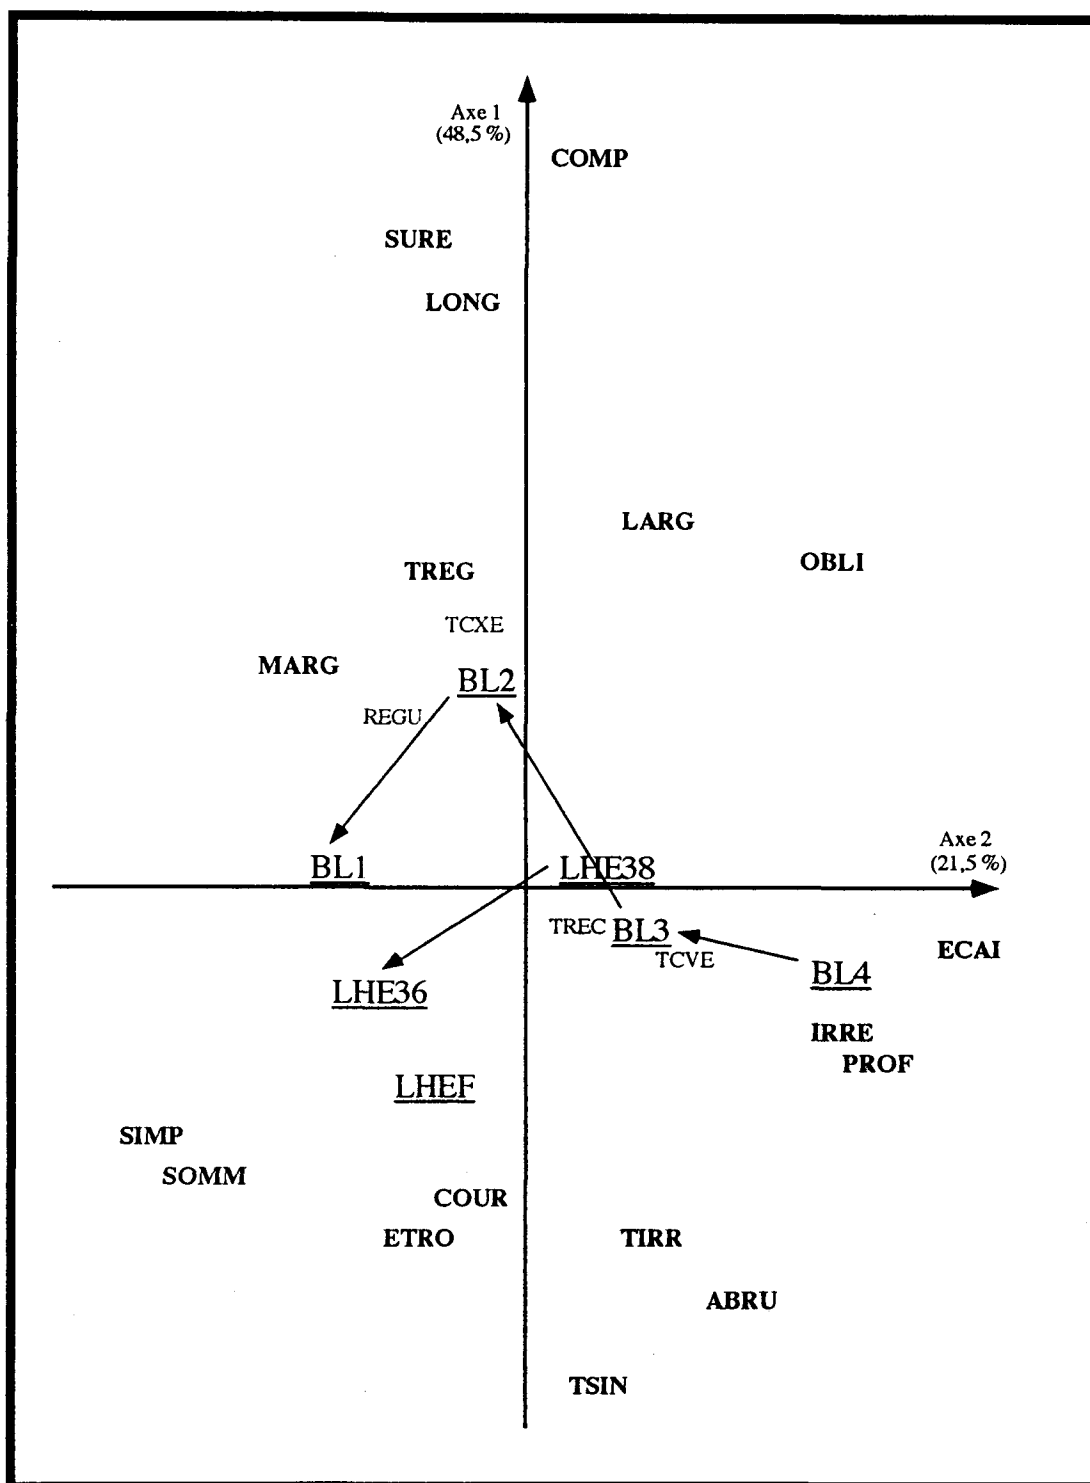 Axe 1
(48,5 %)
COMP
SURE
LONG
LARG
OBLI
TREG
TCXE
MARG
BL2
REGU
Axe 2
(21,5 %)
BL1
LHE38
TREC
BL3
TCVE
ECAI
BL4
LHE36
IRRE
PROF
LHEF
SIMP
SOMM
COUR
ETRO
TIRR
ABRU
TSIN